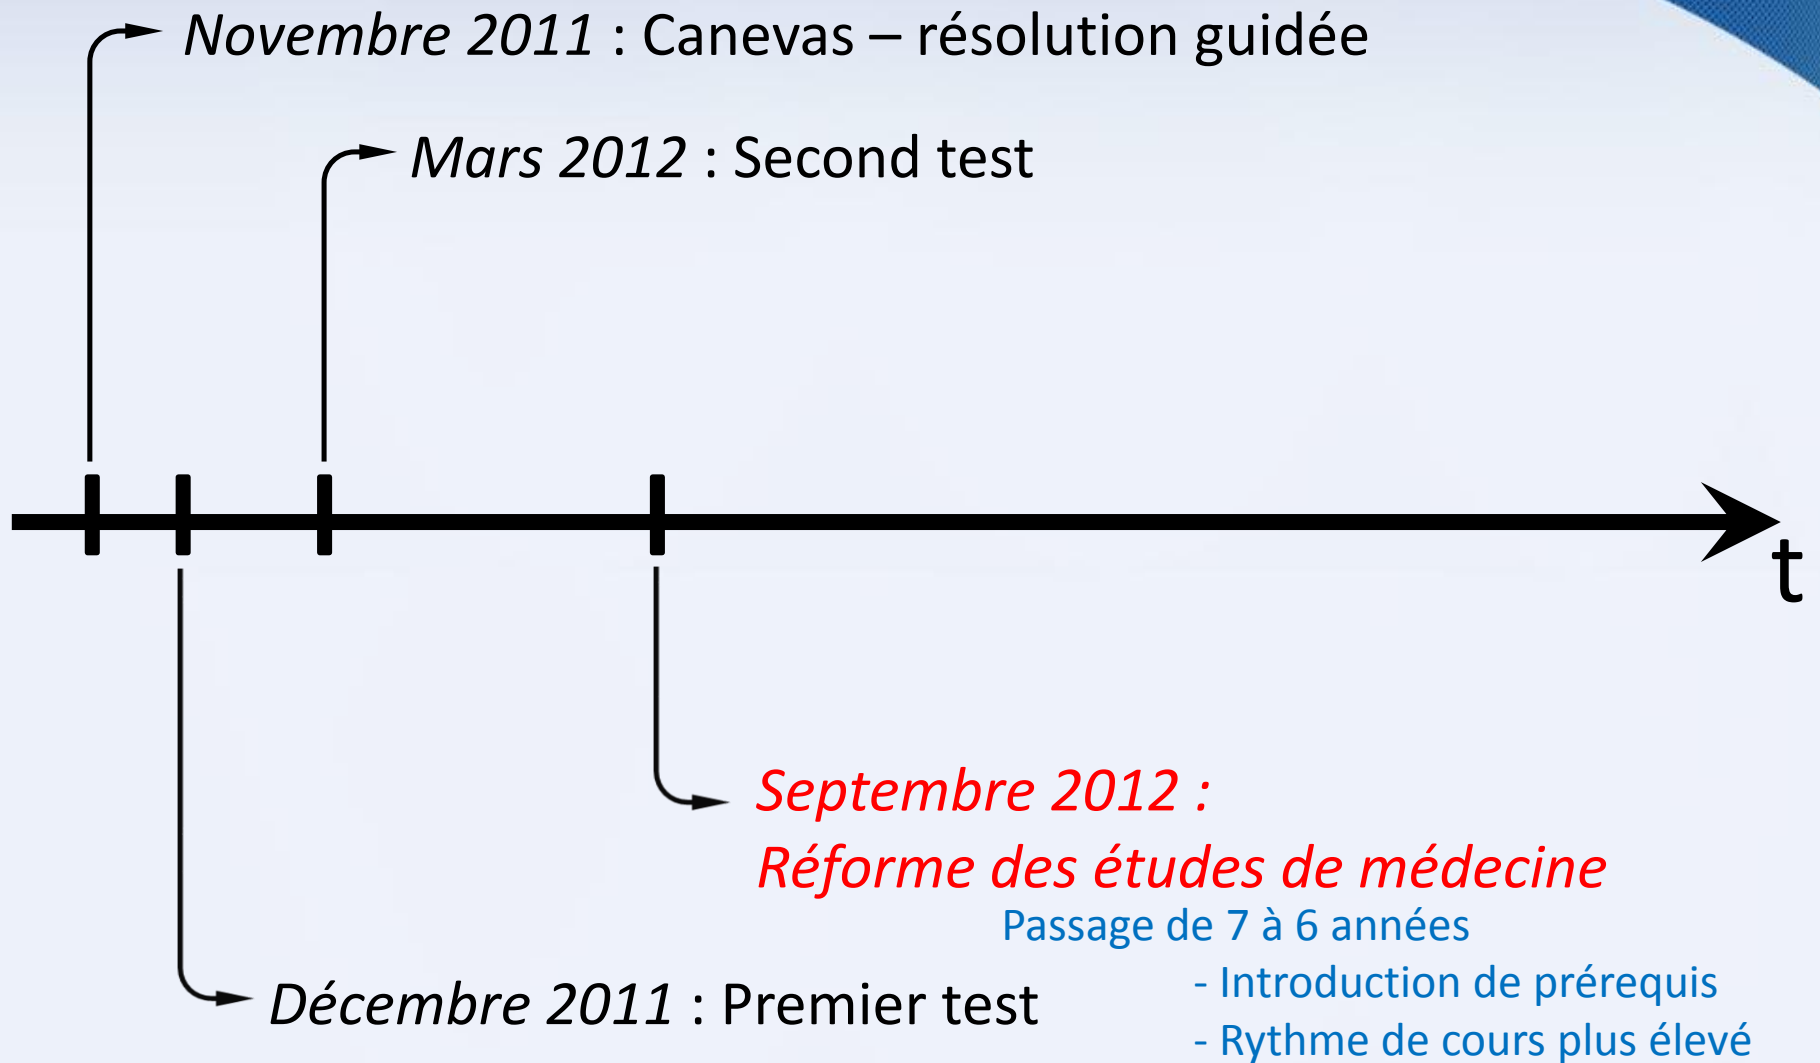 Novembre 2011 : Canevas – résolution guidée
Mars 2012 : Second test
t
Septembre 2012 :
Réforme des études de médecine
Passage de 7 à 6 années
- Introduction de prérequis
- Rythme de cours plus élevé
Décembre 2011 : Premier test